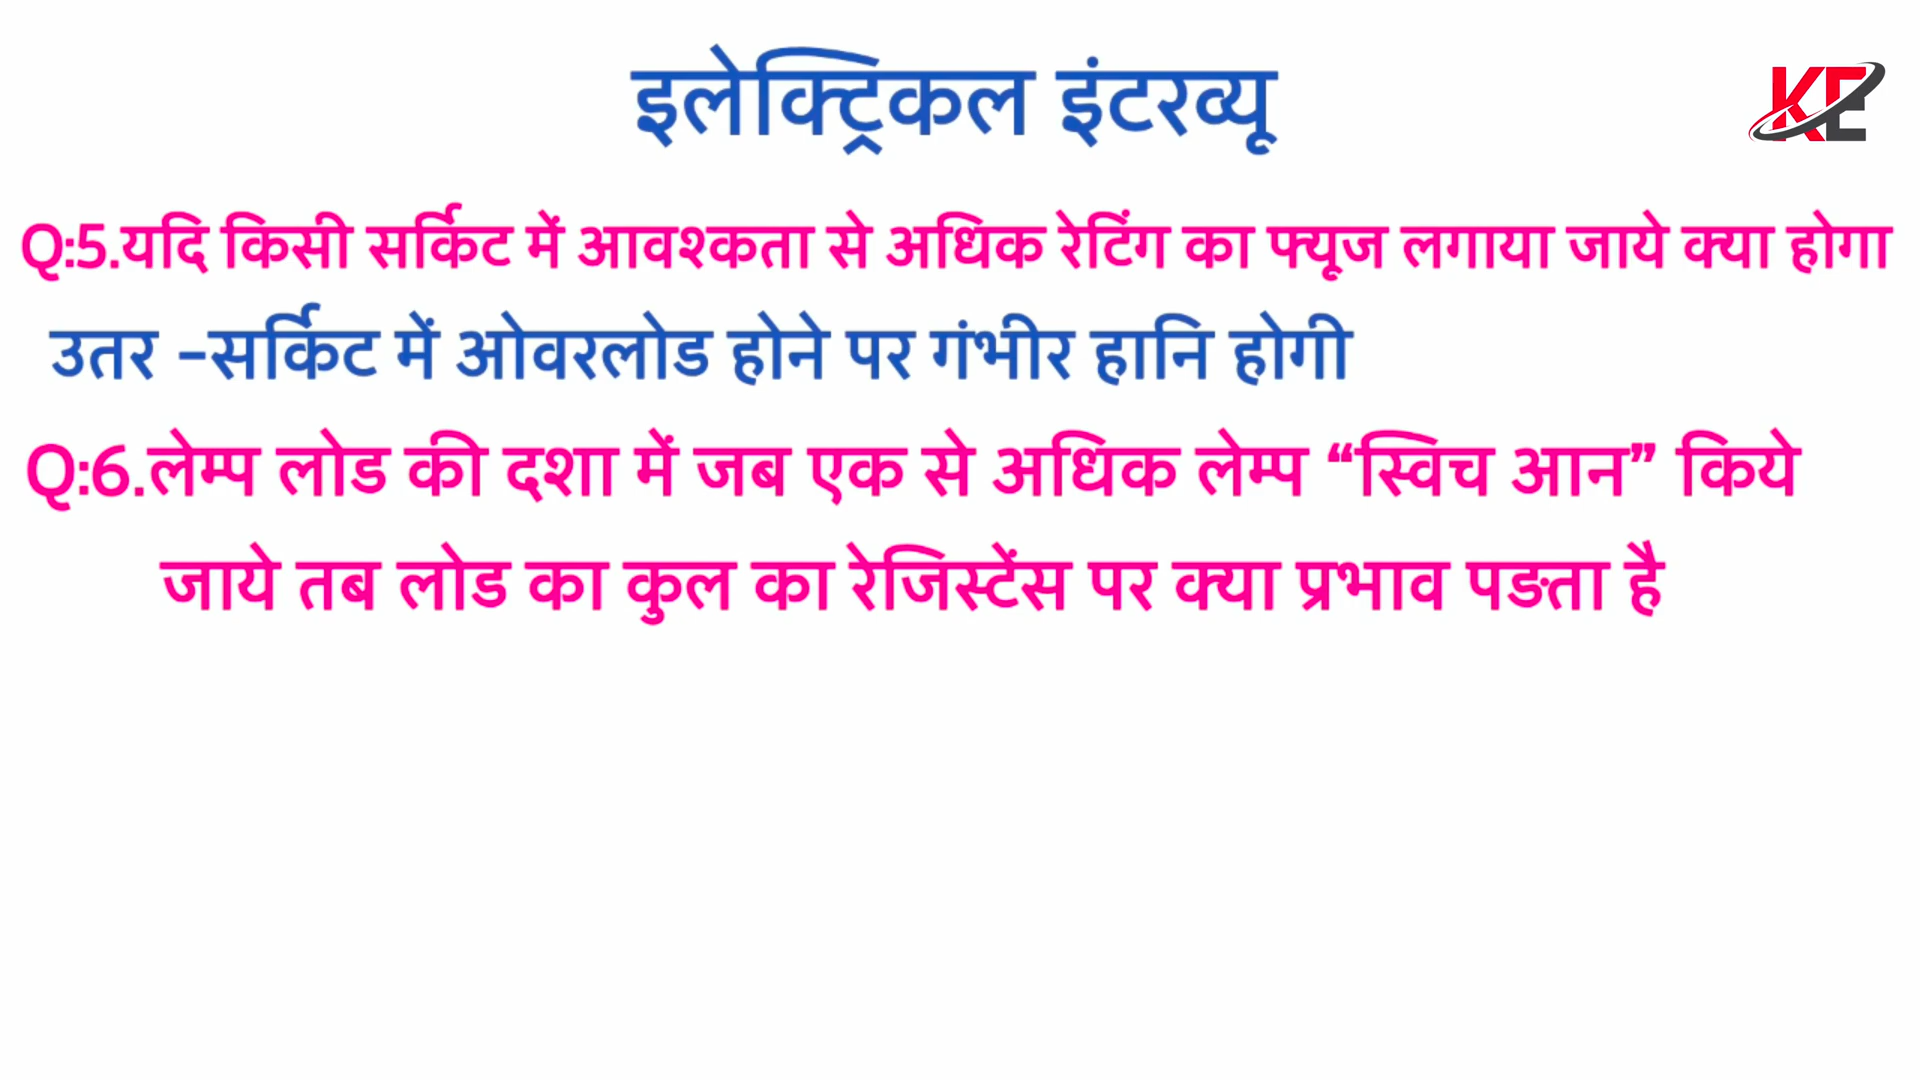 इलेक्ट्रिकल इंटरव्यू
KE
Q:5.यदि किसी सर्किट में आवश्कता से अधिक रेटिंग का फ्यूज लगाया जाये क्या होगा
उतर –सर्किट में ओवरलोड होने पर गंभीर हानि होगी
Q:6.लेम्प लोड की दशा में जब एक से अधिक लेम्प “स्विच आन” किये
जाये तब लोड का कुल का रेजिस्टेंस पर क्या प्रभाव पङता है